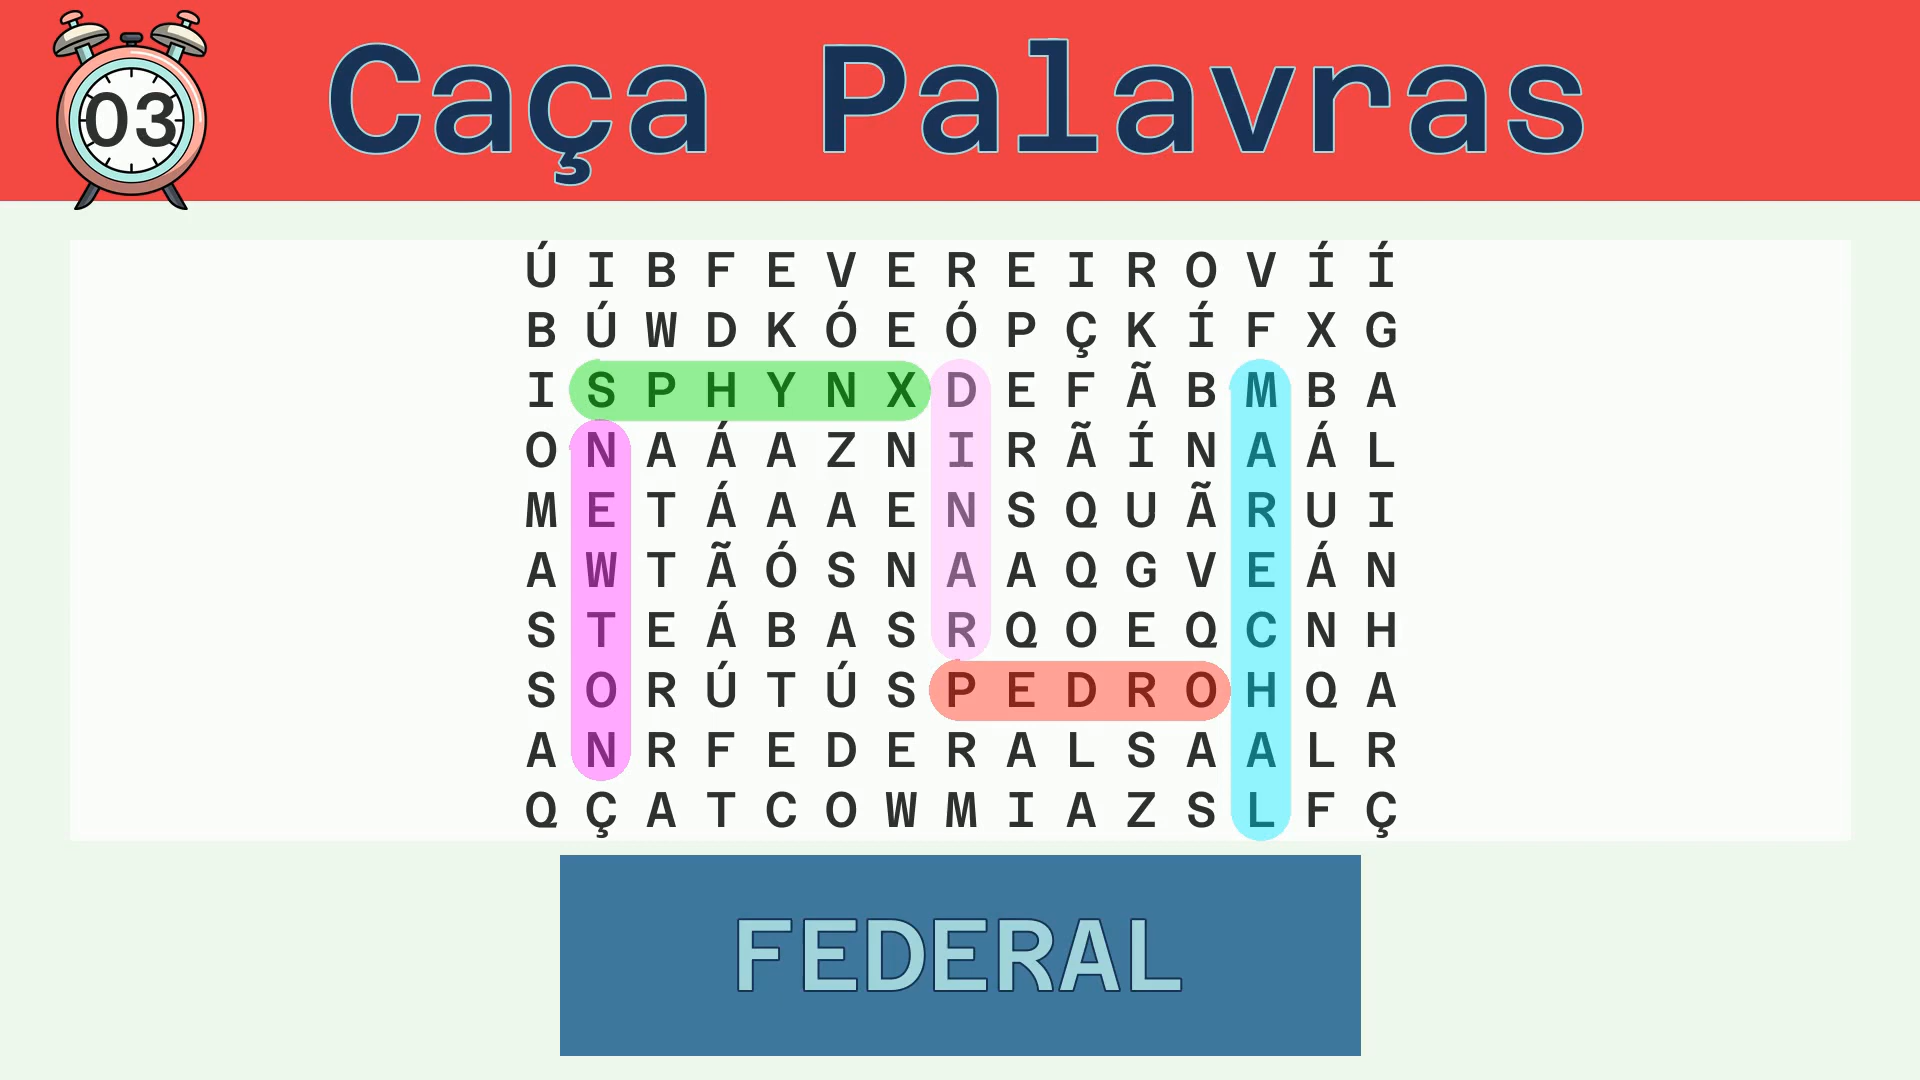 03
Caça Palavras
Ú I B F E V E R E I R O V Í Í
B Ú W D K Ó E Ó P Ç K Í F X G
I S P H Y N X D E F Ã B M B A
O N A Á A Z N I R Ã Í N A Á L
M E T Á A A E N S Q U Ã R U I
A W T Ã Ó S N A A Q G V E Á N
S T E Á B A S R Q O E Q C N H
S O R Ú T Ú S P E D R O H Q A
A N R F E D E R A L S A A L R
Q Ç A T C O W M I A Z S L F Ç
FEDERAL